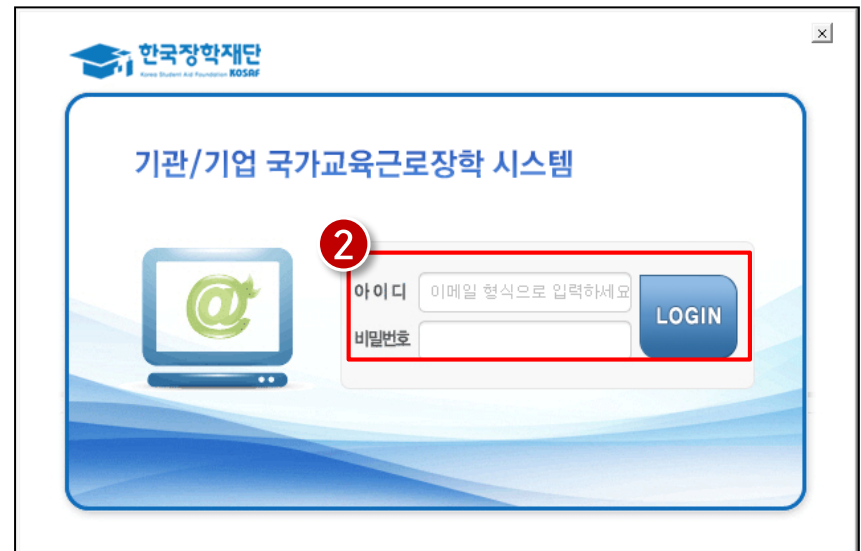 한국장학재단
Korea Student Aid Foundation KOSAF
기관/기업 국가교육근로장학 시스템
2
아이디 이메일 형식으로 입력하세요
비밀번호
LOGIN
@